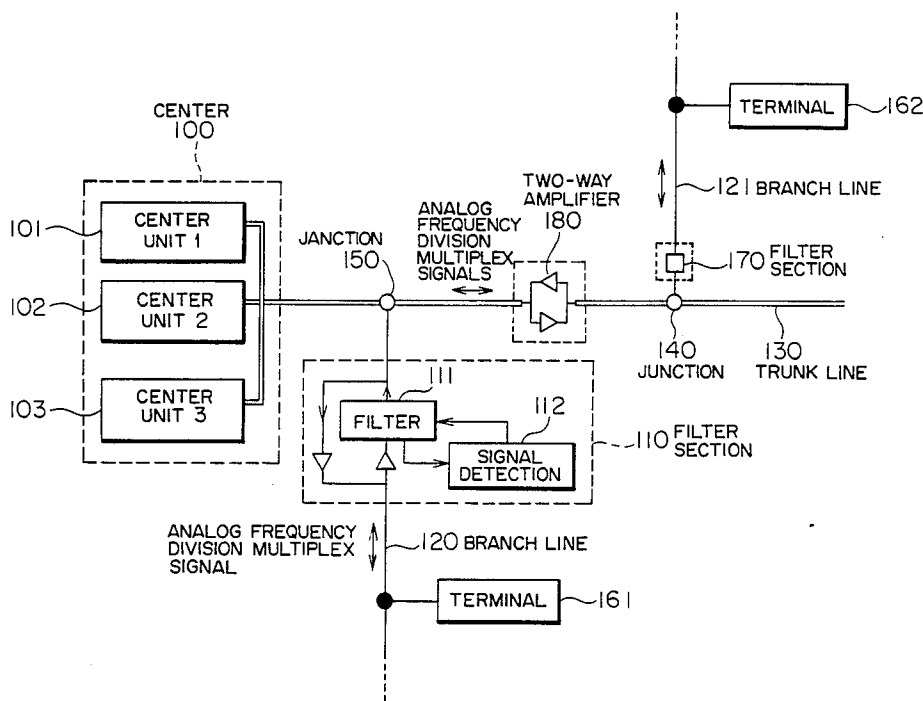 CENTER
100
101
CENTER
UNIT 1
102
CENTER
UNIT 2
103
CENTER
UNIT 3
JANCTION
150
ANALOG
FREQUENCY
DIVISION
MULTIPLEX
SIGNALS
TWO-WAY
AMPLIFIER
180
TERMINAL
162
121 BRANCH LINE
170 FILTER
SECTION
140
JUNCTION
130
TRUNK LINE
111
FILTER
112
SIGNAL
DETECTION
110 FILTER
SECTION
ANALOG FREQUENCY
DIVISION MULTIPLEX
SIGNAL
120 BRANCH LINE
TERMINAL
161